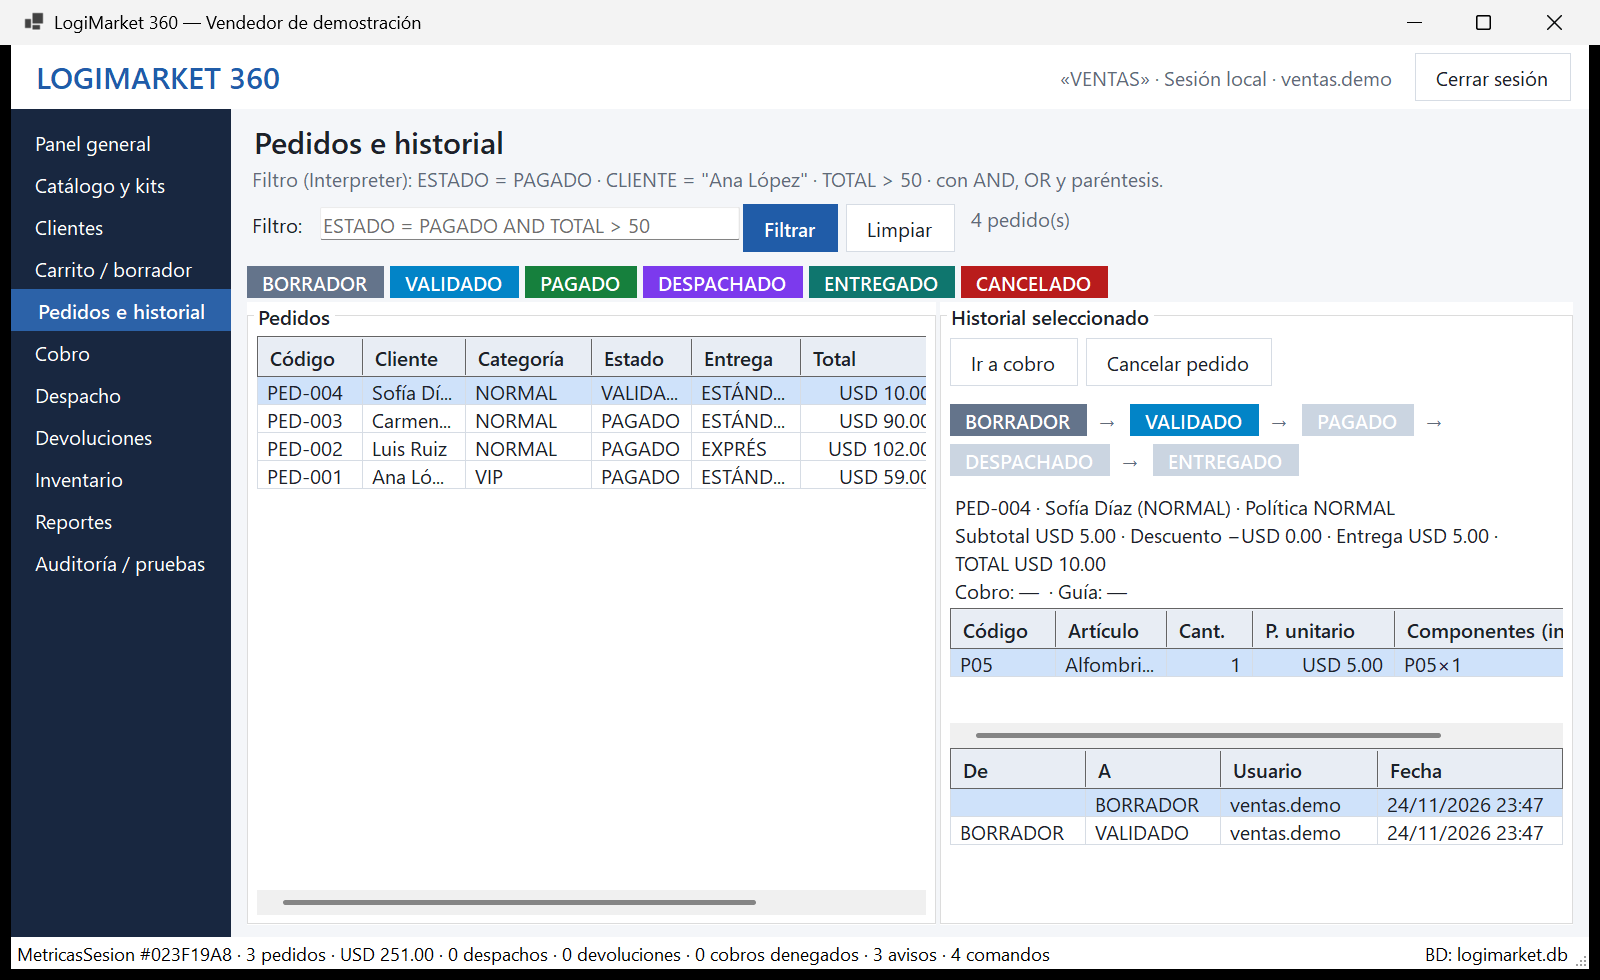 LogiMarket 360 — Vendedor de demostración
LOGIMARKET 360
«VENTAS» · Sesión local · ventas.demo
Cerrar sesión
Panel general
Catálogo y kits
Clientes
Carrito / borrador
Pedidos e historial
Cobro
Despacho
Devoluciones
Inventario
Reportes
Auditoría / pruebas
Pedidos e historial
Filtro (Interpreter): ESTADO = PAGADO · CLIENTE = "Ana López" · TOTAL > 50 · con AND, OR y paréntesis.
Filtro: ESTADO = PAGADO AND TOTAL > 50 Filtrar Limpiar 4 pedido(s)
BORRADOR VALIDADO PAGADO DESPACHADO ENTREGADO CANCELADO
Pedidos
Código Cliente Categoría Estado Entrega Total
PED-004 Sofía Dí... NORMAL VALIDA... ESTÁND... USD 10.00
PED-003 Carmen... NORMAL PAGADO ESTÁND... USD 90.00
PED-002 Luis Ruiz NORMAL PAGADO EXPRÉS USD 102.00
PED-001 Ana Ló... VIP PAGADO ESTÁND... USD 59.00
Historial seleccionado
Ir a cobro Cancelar pedido
BORRADOR → VALIDADO → PAGADO →
DESPACHADO → ENTREGADO
PED-004 · Sofía Díaz (NORMAL) · Política NORMAL
Subtotal USD 5.00 · Descuento −USD 0.00 · Entrega USD 5.00 ·
TOTAL USD 10.00
Cobro: — · Guía: —
Código Artículo Cant. P. unitario Componentes (in
P05 Alfombri... 1 USD 5.00 P05×1
De A Usuario Fecha
BORRADOR ventas.demo 24/11/2026 23:47
BORRADOR VALIDADO ventas.demo 24/11/2026 23:47
MetricasSesion #023F19A8 · 3 pedidos · USD 251.00 · 0 despachos · 0 devoluciones · 0 cobros denegados · 3 avisos · 4 comandos
BD: logimarket.db